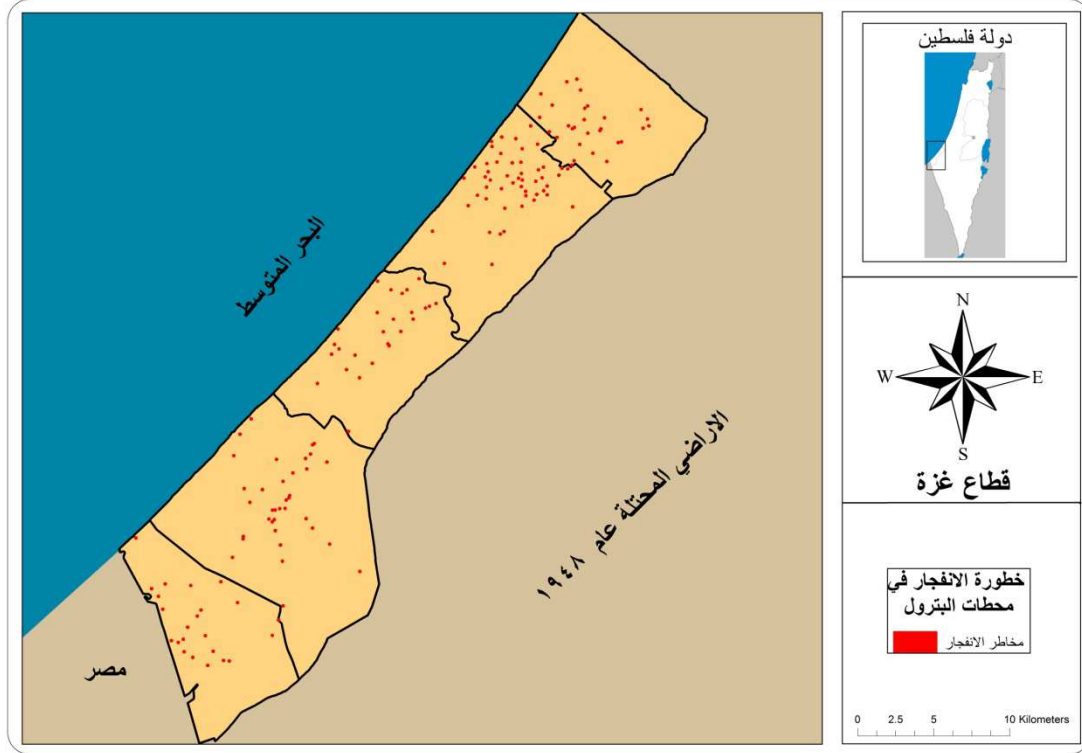 دولة فلسطين
البحر المتوسط
الاراضي المحتلة عام ١٩٤٨
مصر
N
W
E
S
قطاع غزة
خطورة الانفجار في
محطات البترول
مخاطر الانفجار
0 2.5 5 10 Kilometers